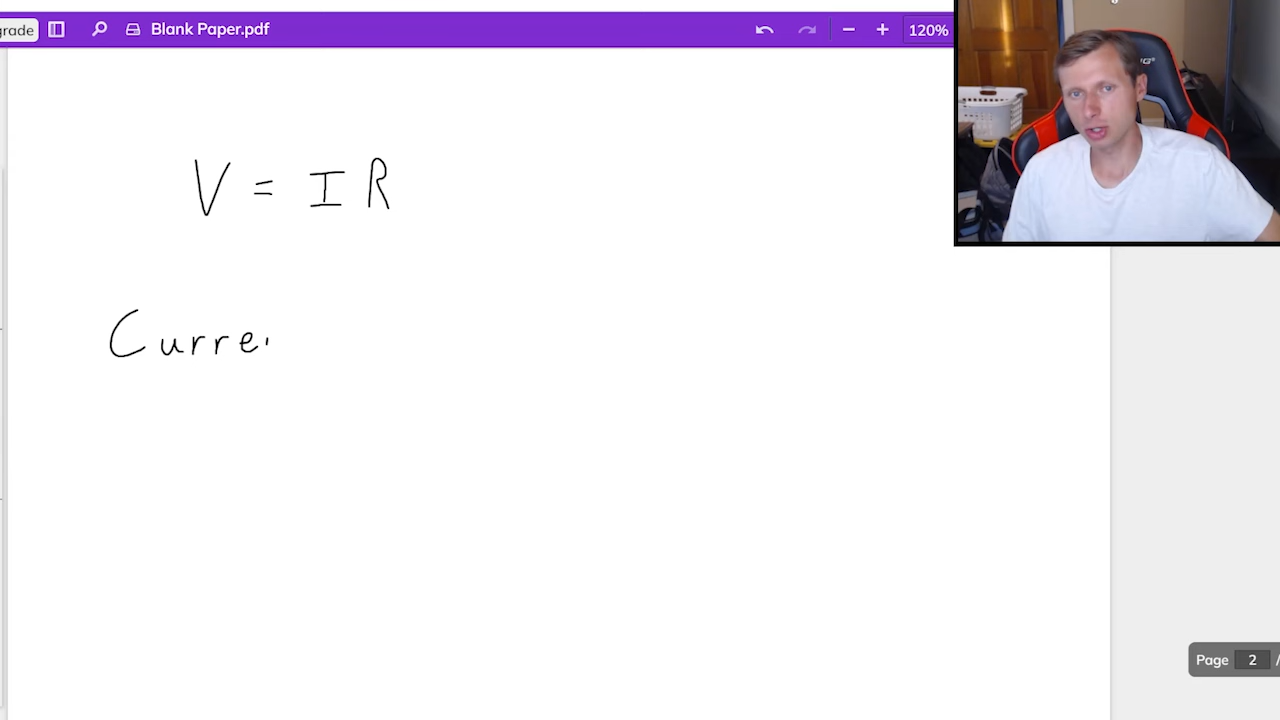 grade
Blank Paper.pdf
120%
V = I R
Curre
Page 2 /